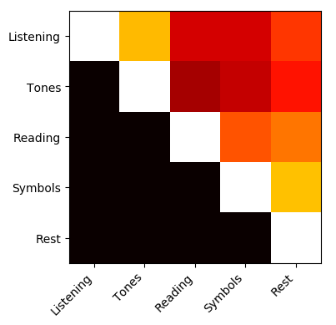 Listening
Tones
Reading
Symbols
Rest
Listening
Tones
Reading
Symbols
Rest